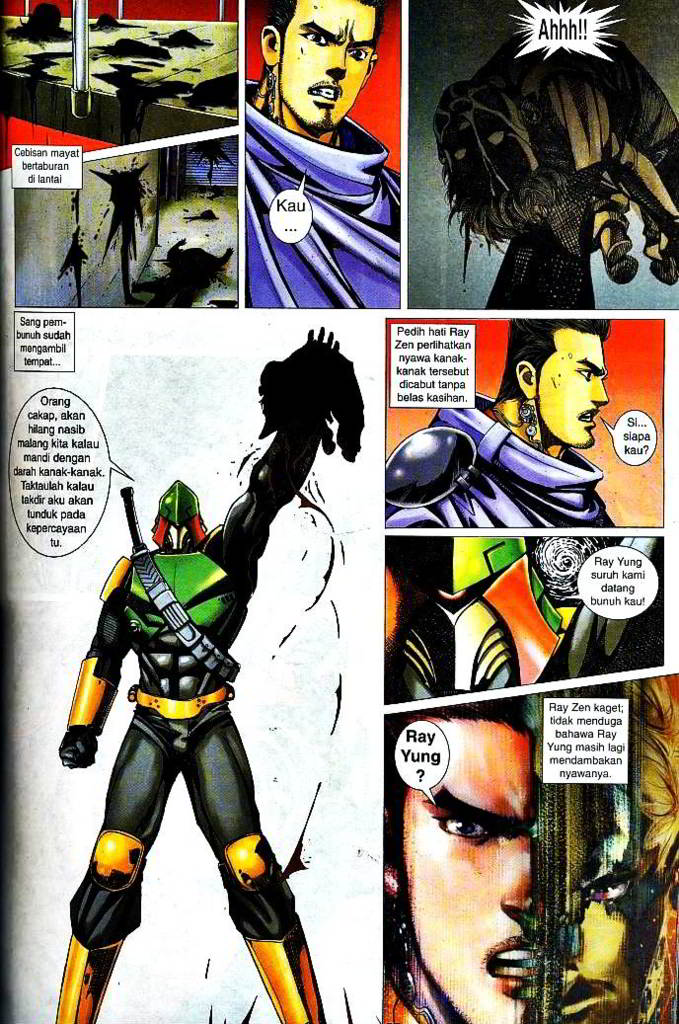 Ahhh!!
Cebisan mayat
bertaburan
di lantai
Kau
...
Sang pem-
bunuh sudah
mengambil
tempat...
Orang
cakap, akan
hilang nasib
malang kita kalau
mandi dengan
darah kanak-kanak.
Taktaulah kalau
takdir aku akan
tunduk pada
kepercayaan
tu.
Pedih hati Ray
Zen perlihatkan
nyawa kanak-
kanak tersebut
dicabut tanpa
belas kasihan.
Si...
siapa
kau?
Ray Yung
suruh kami
datang
bunuh kau!
Ray Zen kaget;
tidak menduga
bahawa Ray
Yung masih lagi
mendambakan
nyawanya.
Ray
Yung
?